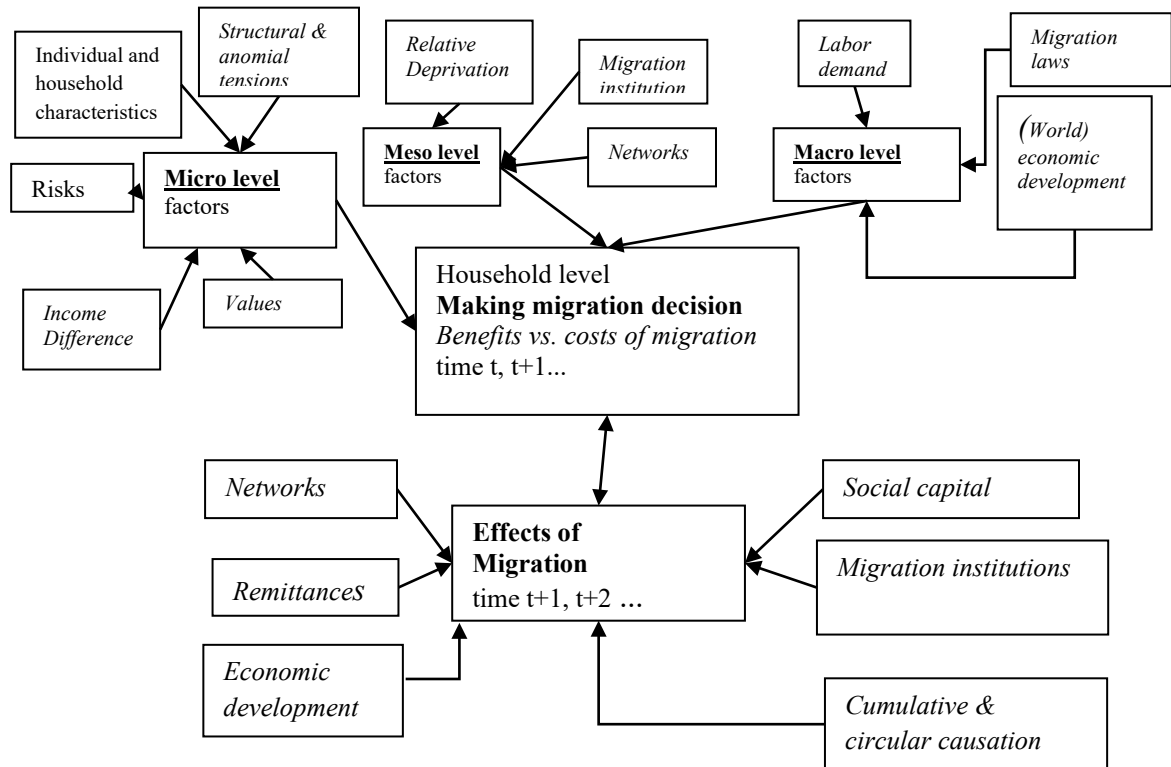 Individual and
household
characteristics
Structural &
anomial
tensions
Relative
Deprivation
Migration
institution
Labor
demand
Migration
laws
Risks
Micro level
factors
Meso level
factors
Networks
Macro level
factors
(World)
economic
development
Income
Difference
Values
Household level
Making migration decision
Benefits vs. costs of migration
time t, t+1...
Networks
Social capital
Effects of
Migration
time t+1, t+2 ...
Remittances
Migration institutions
Economic
development
Cumulative &
circular causation